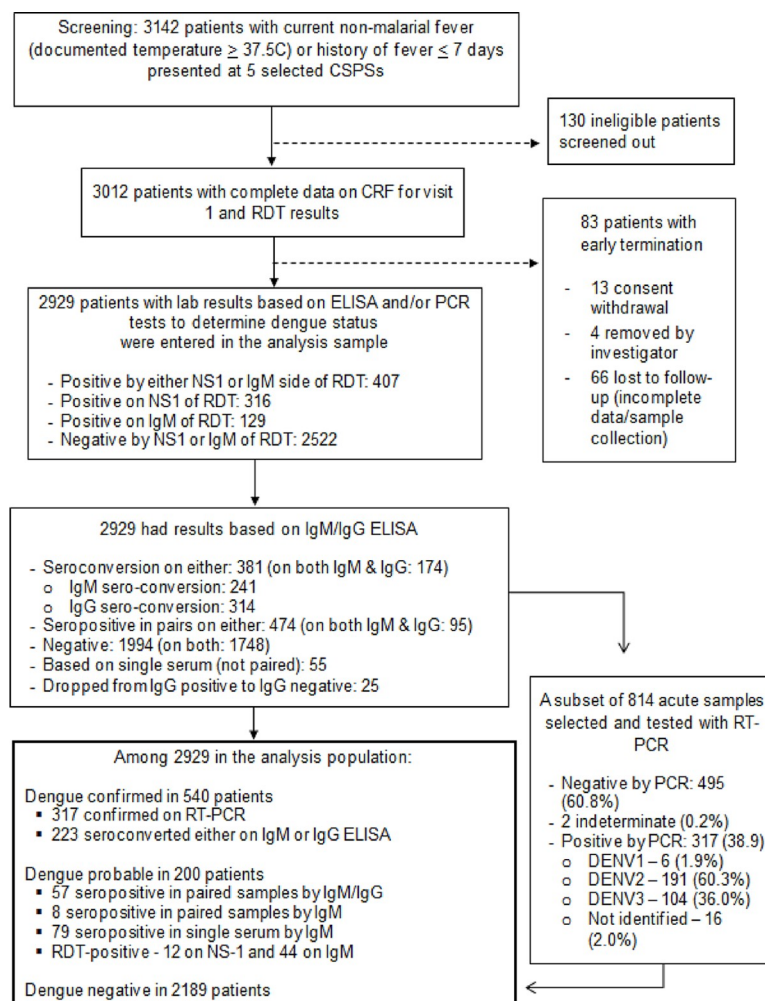 Screening: 3142 patients with current non-malarial fever
(documented temperature ≥ 37.5C) or history of fever ≤ 7 days
presented at 5 selected CSPSs
130 ineligible patients
screened out
3012 patients with complete data on CRF for visit
1 and RDT results
83 patients with
early termination
- 13 consent
withdrawal
- 4 removed by
investigator
- 66 lost to follow-
up (incomplete
data/sample
collection)
2929 patients with lab results based on ELISA and/or PCR
tests to determine dengue status
were entered in the analysis sample
- Positive by either NS1 or IgM side of RDT: 407
- Positive on NS1 of RDT: 316
- Positive on IgM of RDT: 129
- Negative by NS1 or IgM of RDT: 2522
2929 had results based on IgM/IgG ELISA
- Seroconversion on either: 381 (on both IgM & IgG: 174)
o IgM sero-conversion: 241
o IgG sero-conversion: 314
- Seropositive in pairs on either: 474 (on both IgM & IgG: 95)
- Negative: 1994 (on both: 1748)
- Based on single serum (not paired): 55
- Dropped from IgG positive to IgG negative: 25
A subset of 814 acute samples
selected and tested with RT-
PCR
- Negative by PCR: 495
(60.8%)
- 2 indeterminate (0.2%)
- Positive by PCR: 317 (38.9)
o DENV1 – 6 (1.9%)
o DENV2 – 191 (60.3%)
o DENV3 – 104 (36.0%)
o Not identified – 16
(2.0%)
Among 2929 in the analysis population:
Dengue confirmed in 540 patients
▪ 317 confirmed on RT-PCR
▪ 223 seroconverted either on IgM or IgG ELISA
Dengue probable in 200 patients
▪ 57 seropositive in paired samples by IgM/IgG
▪ 8 seropositive in paired samples by IgM
▪ 79 seropositive in single serum by IgM
▪ RDT-positive - 12 on NS-1 and 44 on IgM
Dengue negative in 2189 patients